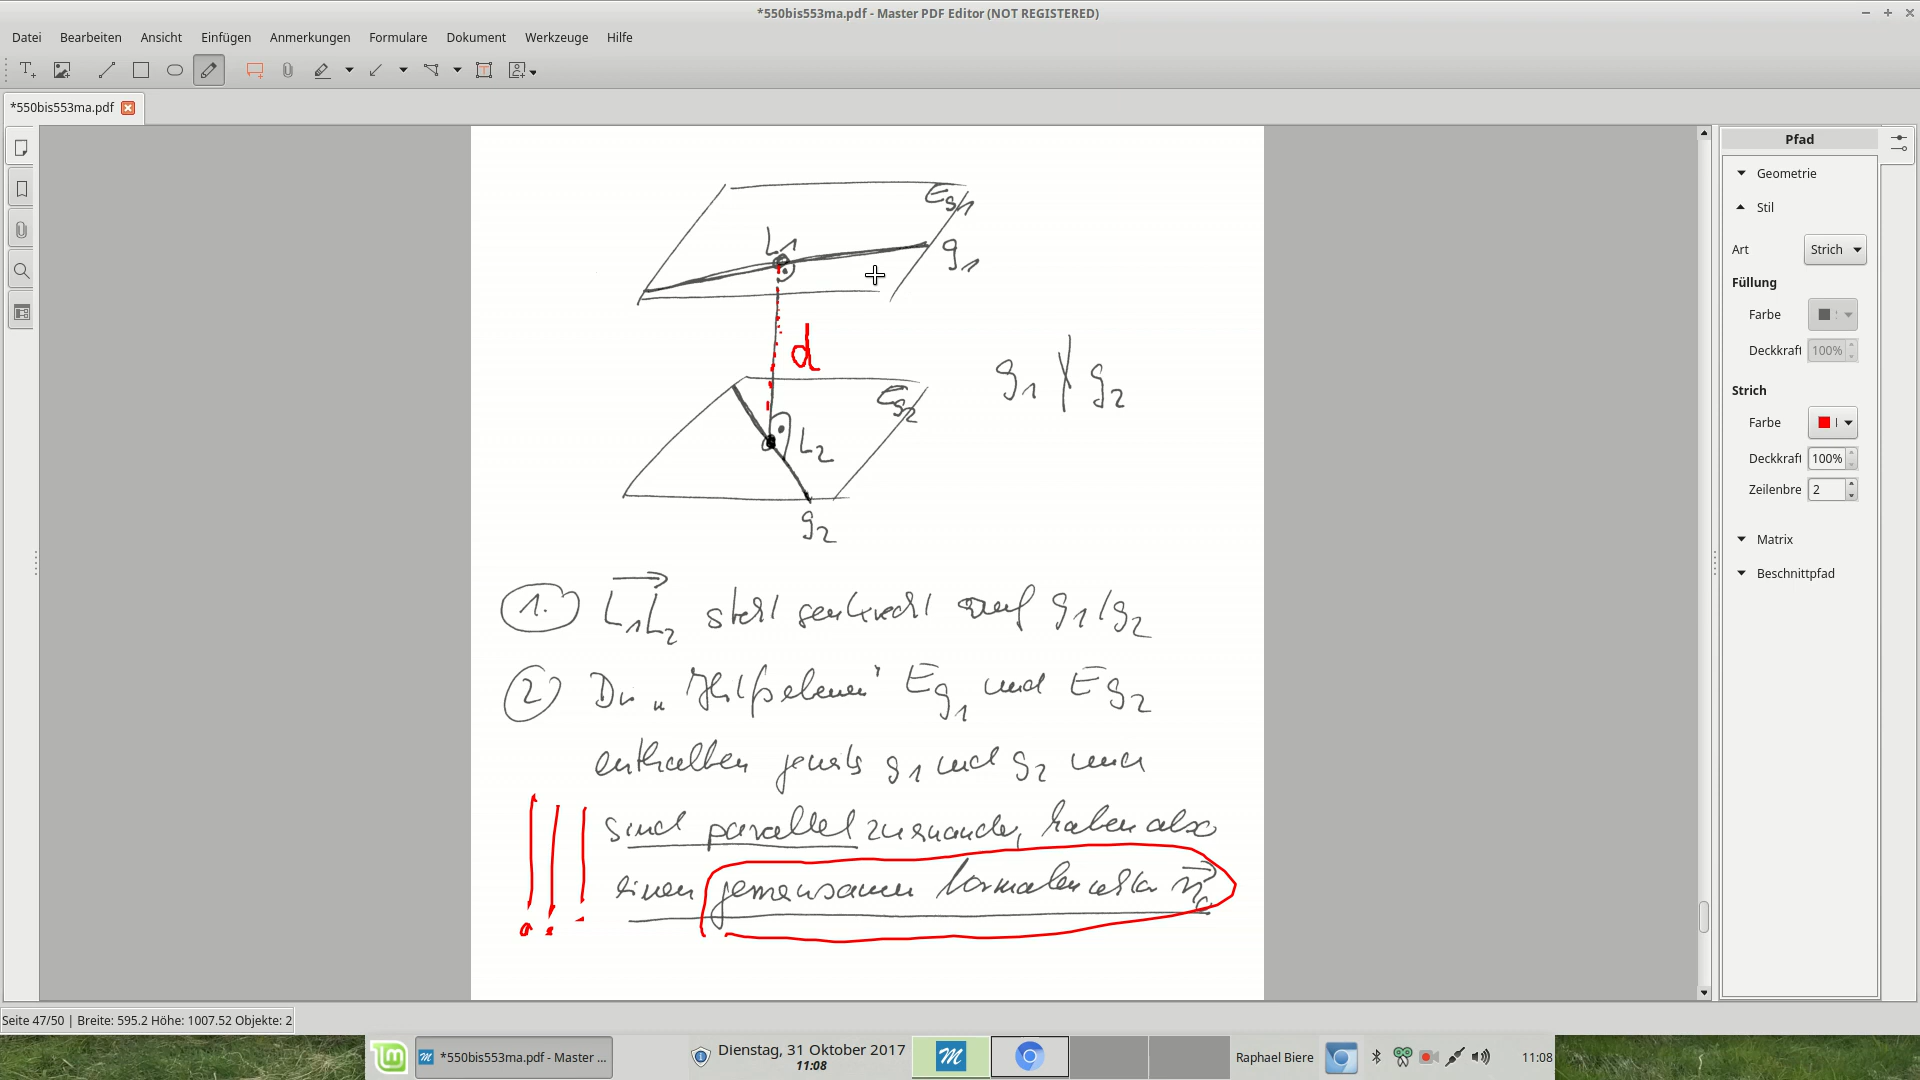 *550bis553ma.pdf - Master PDF Editor (NOT REGISTERED)
Datei Bearbeiten Ansicht Einfügen Anmerkungen Formulare Dokument Werkzeuge Hilfe
*550bis553ma.pdf
Pfad
Geometrie
Stil
Art Strich
Füllung
Farbe
Deckkraft 100%
Strich
Farbe
Deckkraft 100%
Zeilenbre 2
Matrix
Beschnittpfad
Eg1
L1
g1
d
Eg2
L2
g1 ∦ g2
g2
1. L1L2 steht senkrecht auf g1/g2
2 Die „Hilfsebenen" Eg1 und Eg2
enthalten jeweils g1 und g2 und
sind parallel zueinander, haben also
einen gemeinsamen Normalenvektor n
!!!
Seite 47/50 | Breite: 595.2 Höhe: 1007.52 Objekte: 2
*550bis553ma.pdf - Master ...
Dienstag, 31 Oktober 2017
11:08
Raphael Biere
11:08